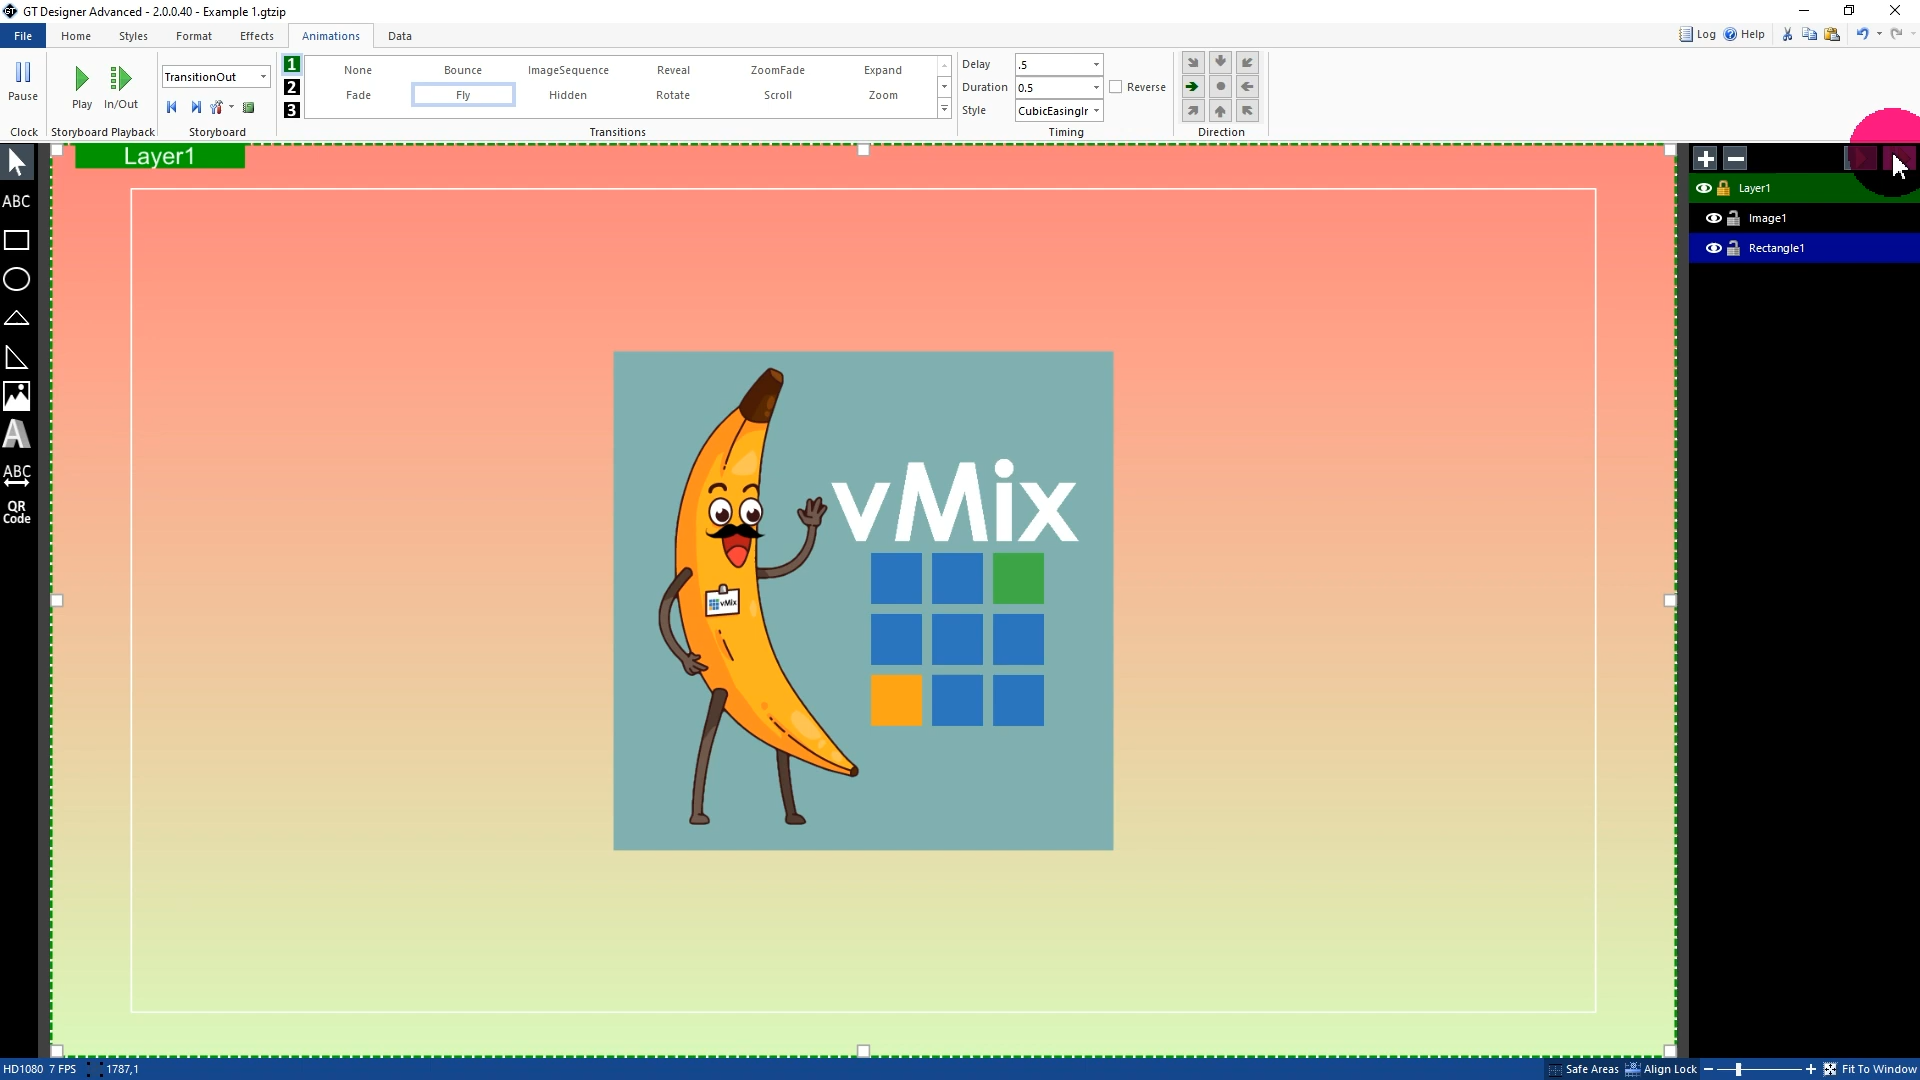 GT Designer Advanced - 2.0.0.40 - Example 1.gtzip
File Home Styles Format Effects Animations Data Log Help
Pause Play In/Out TransitionOut
1 None Bounce ImageSequence Reveal ZoomFade Expand
2 Fade Fly Hidden Rotate Scroll Zoom
3
Delay .5
Duration 0.5 Reverse
Style CubicEasingIr
Clock Storyboard Playback Storyboard Transitions Timing Direction
Layer1
ABC
ABC
QR
Code
vMix
vMix
Layer1
Image1
Rectangle1
HD1080 7 FPS 1787,1 Safe Areas Align Lock Fit To Window